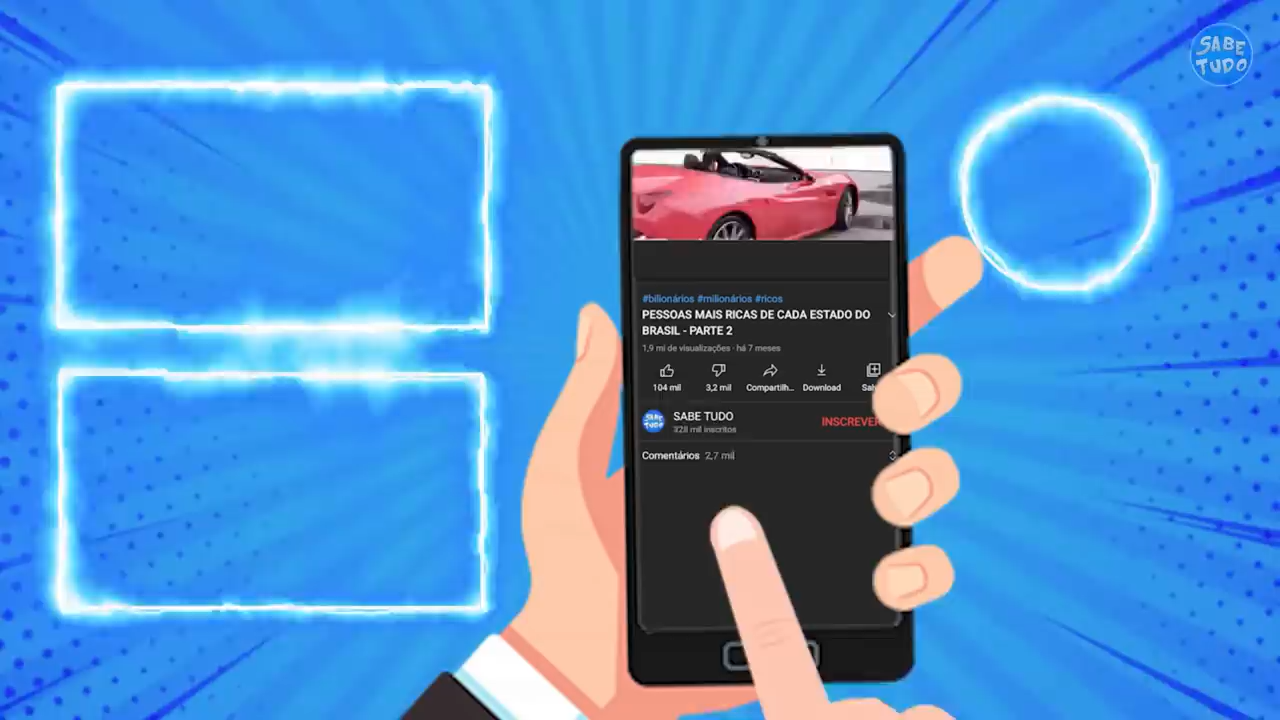 SABE
TUDO
#bilionários #milionários #ricos
PESSOAS MAIS RICAS DE CADA ESTADO DO
BRASIL - PARTE 2
1,9 mi de visualizações · há 7 meses
104 mil 3,2 mil Compartilh... Download Sal
SABE TUDO
328 mil inscritos
INSCREVER
Comentários 2,7 mil